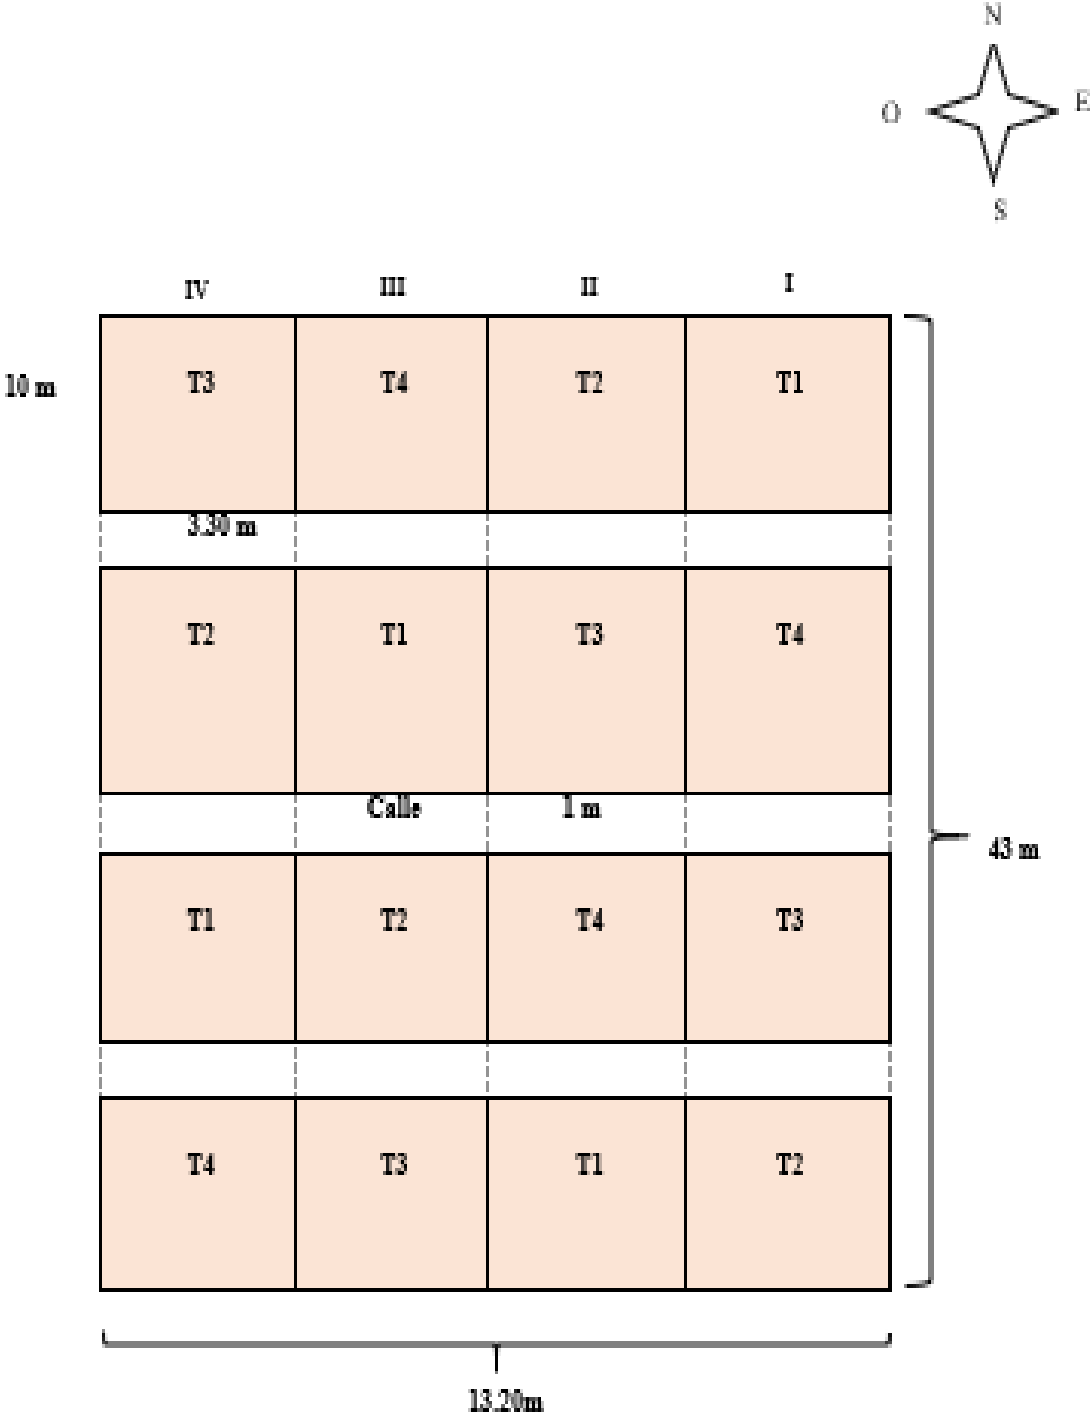 N
O E
S
IV III II I
10 m T3 T4 T2 T1
3.30 m
T2 T1 T3 T4
Calle 1 m
43 m
T1 T2 T4 T3
T4 T3 T1 T2
13.20m